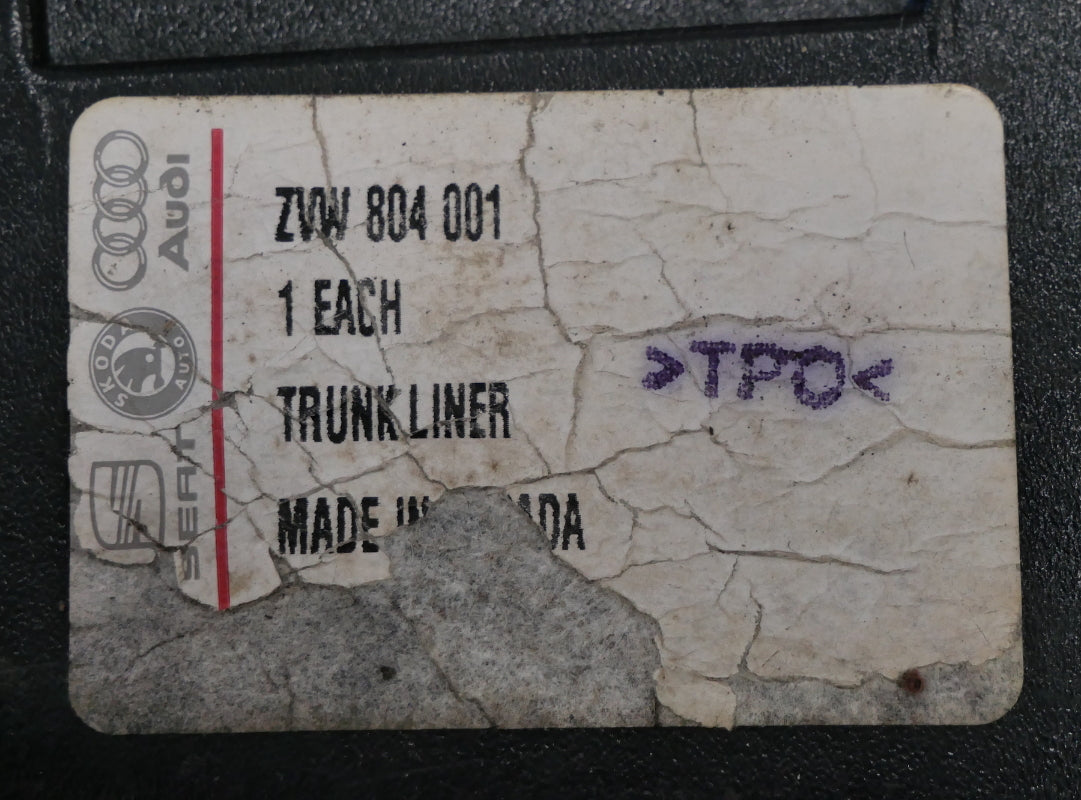 Audi
SKODA AUTO
SEAT
ZVW 804 001
1 EACH
TRUNK LINER
MADE
>TPO<